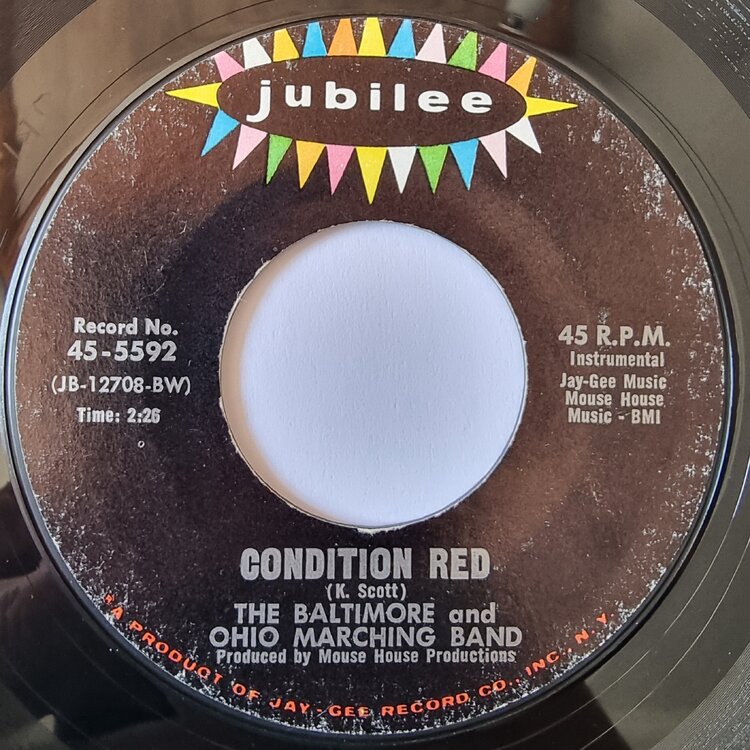 jubilee
Record No.
45-5592
(JB-12708-BW)
Time: 2:26
45 R.P.M.
Instrumental
Jay-Gee Music
Mouse House
Music - BMI
CONDITION RED
(K. Scott)
THE BALTIMORE and
OHIO MARCHING BAND
Produced by Mouse House Productions
A PRODUCT OF JAY-GEE RECORD CO., INC., N.Y.